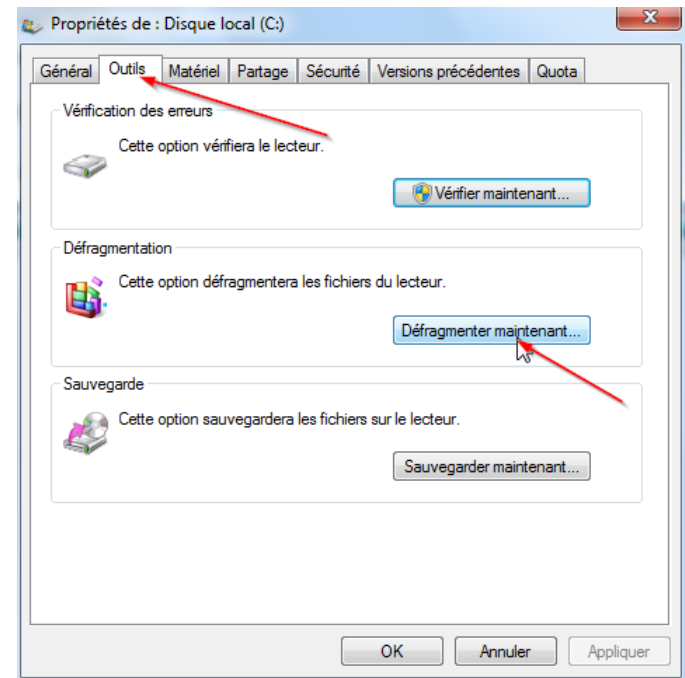 Propriétés de : Disque local (C:)
Général Outils Matériel Partage Sécurité Versions précédentes Quota
Vérification des erreurs
Cette option vérifiera le lecteur.
Vérifier maintenant...
Défragmentation
Cette option défragmentera les fichiers du lecteur.
Défragmenter maintenant...
Sauvegarde
Cette option sauvegardera les fichiers sur le lecteur.
Sauvegarder maintenant...
OK Annuler Appliquer